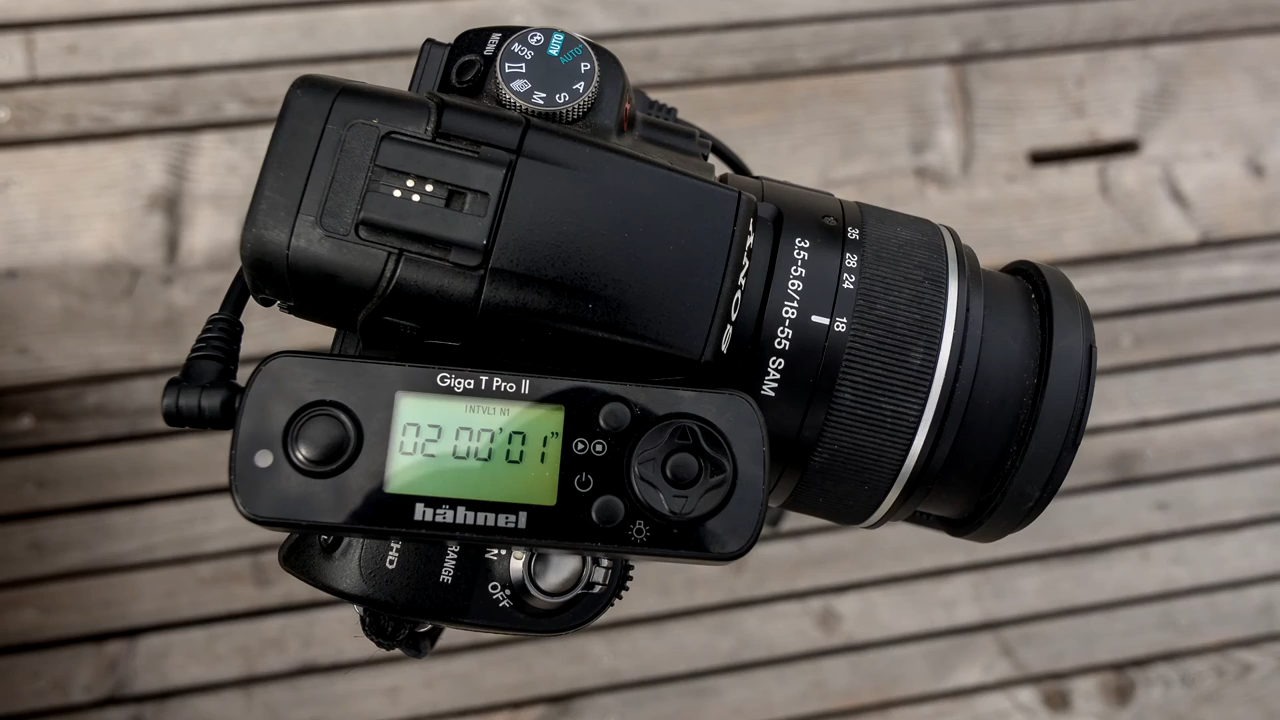 MENU
AUTO
AUTO+
P
A
S
M
SCN
SONY
3.5-5.6/18-55 SAM
35 28 24 18
Giga T Pro II
INTVL1 N1
02 00'01"
hähnel
RANGE
OFF